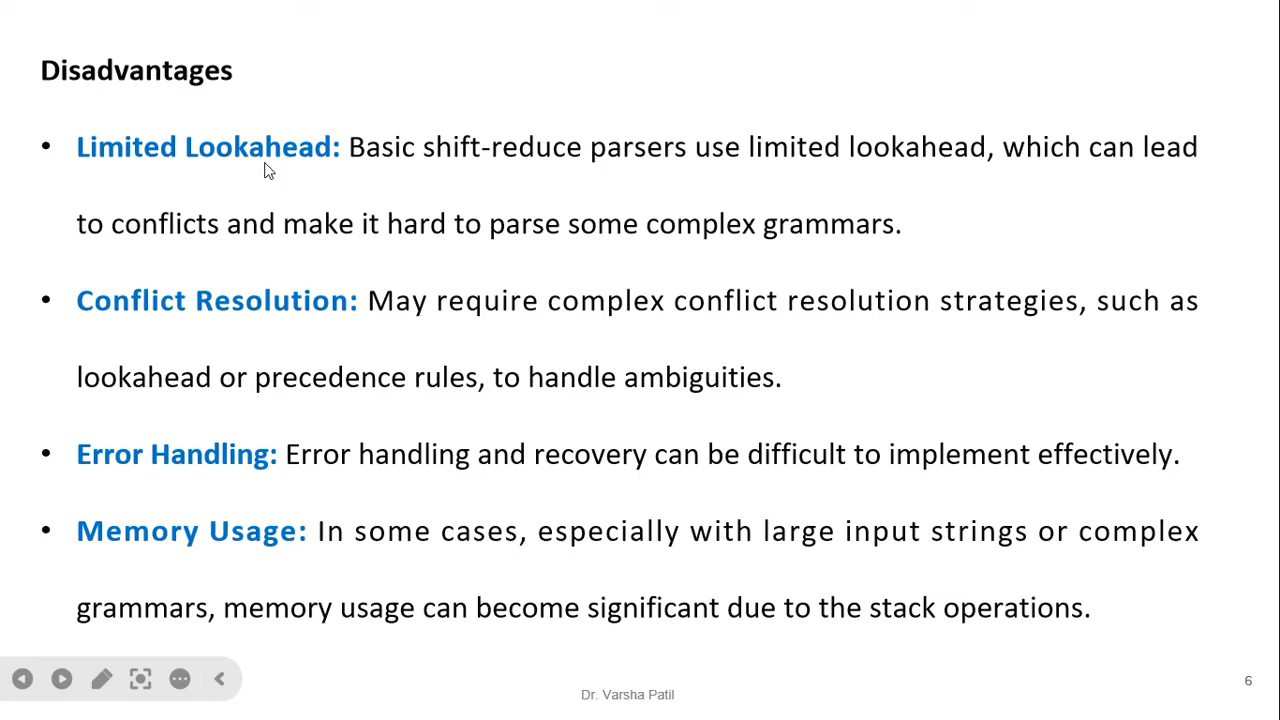 Disadvantages
• Limited Lookahead: Basic shift-reduce parsers use limited lookahead, which can lead
to conflicts and make it hard to parse some complex grammars.
• Conflict Resolution: May require complex conflict resolution strategies, such as
lookahead or precedence rules, to handle ambiguities.
• Error Handling: Error handling and recovery can be difficult to implement effectively.
• Memory Usage: In some cases, especially with large input strings or complex
grammars, memory usage can become significant due to the stack operations.
Dr. Varsha Patil
6